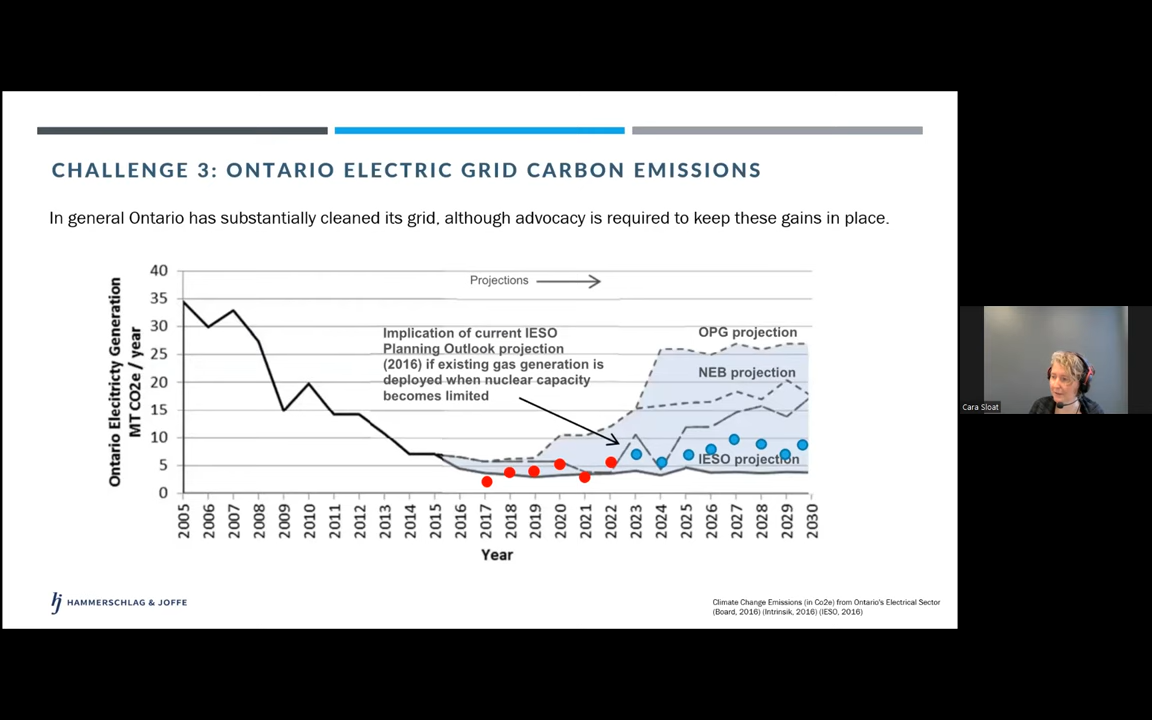 CHALLENGE 3: ONTARIO ELECTRIC GRID CARBON EMISSIONS
In general Ontario has substantially cleaned its grid, although advocacy is required to keep these gains in place.
Ontario Elecitricty Generation
MT CO2e / year
40
35
30
25
20
15
10
5
0
Projections
Implication of current IESO
Planning Outlook projection
(2016) if existing gas generation is
deployed when nuclear capacity
becomes limited
OPG projection
NEB projection
IESO projection
2005
2006
2007
2008
2009
2010
2011
2012
2013
2014
2015
2016
2017
2018
2019
2020
2021
2022
2023
2024
2025
2026
2027
2028
2029
2030
Year
hj HAMMERSCHLAG & JOFFE
Climate Change Emissions (in Co2e) from Ontario's Electrical Sector
(Board, 2016) (Intrinsik, 2016) (IESO, 2016)
Cara Sloat